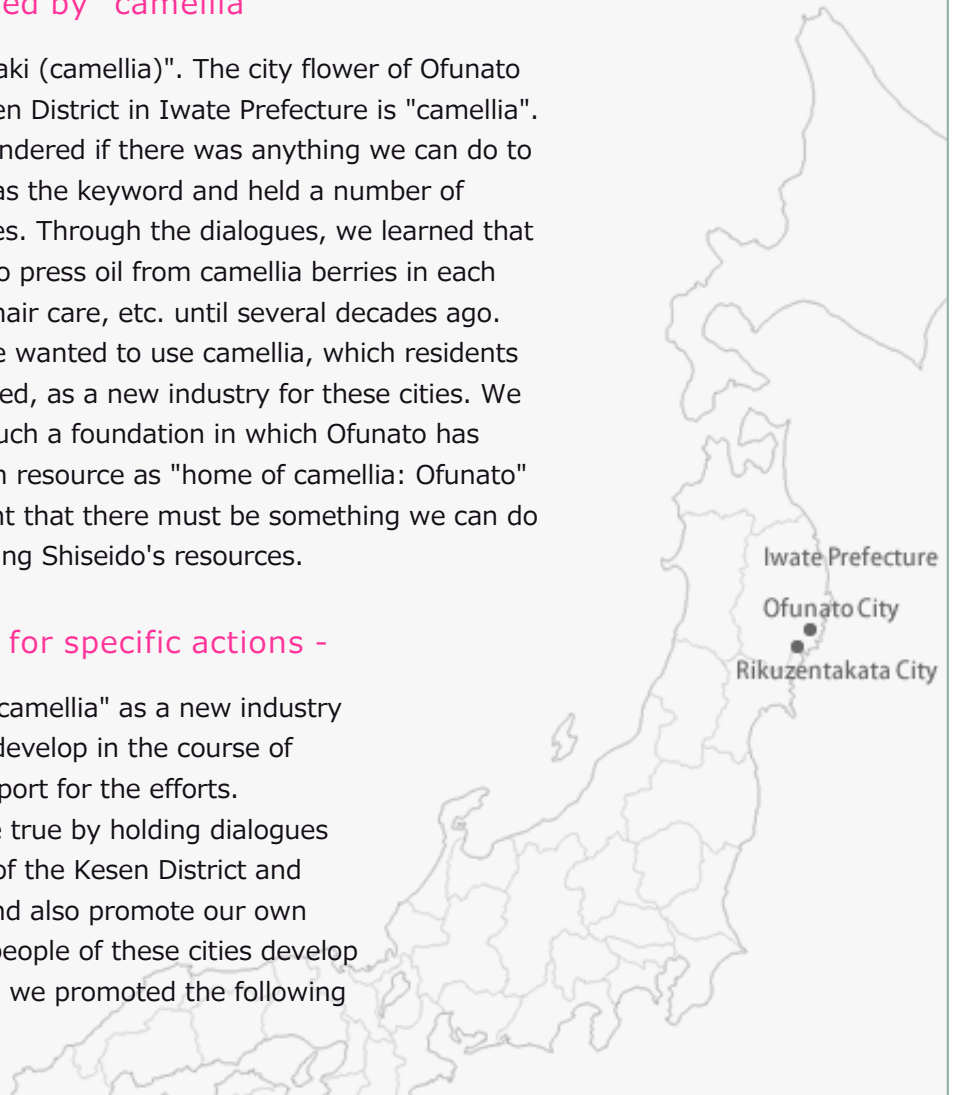 ed by "camellia"
aki (camellia)". The city flower of Ofunato
en District in Iwate Prefecture is "camellia".
ndered if there was anything we can do to
as the keyword and held a number of
es. Through the dialogues, we learned that
o press oil from camellia berries in each
hair care, etc. until several decades ago.
e wanted to use camellia, which residents
ed, as a new industry for these cities. We
uch a foundation in which Ofunato has
n resource as "home of camellia: Ofunato"
nt that there must be something we can do
ing Shiseido's resources.
Iwate Prefecture
Ofunato City
Rikuzentakata City
for specific actions -
camellia" as a new industry
develop in the course of
port for the efforts.
e true by holding dialogues
of the Kesen District and
nd also promote our own
people of these cities develop
we promoted the following